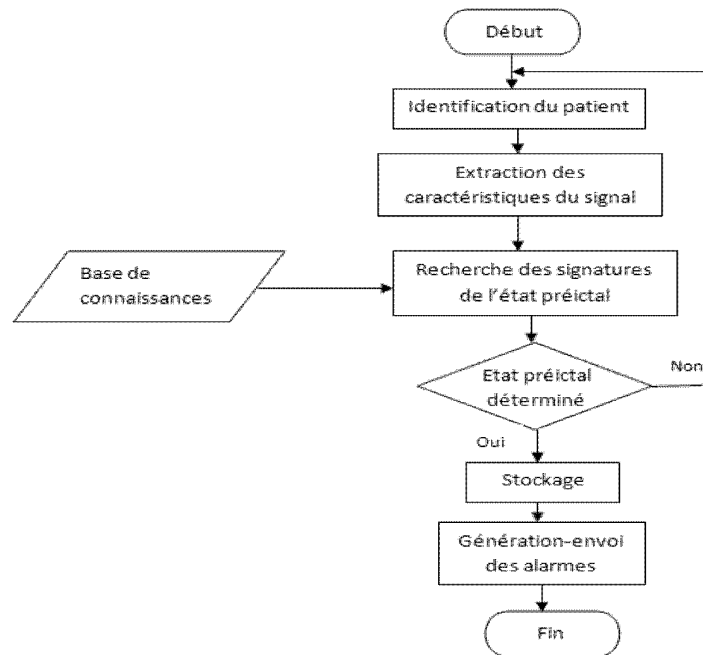 Début
Identification du patient
Extraction des
caractéristiques du signal
Base de
connaissances
Recherche des signatures
de l'état préictal
Etat préictal
déterminé
Non
Oui
Stockage
Génération-envoi
des alarmes
Fin